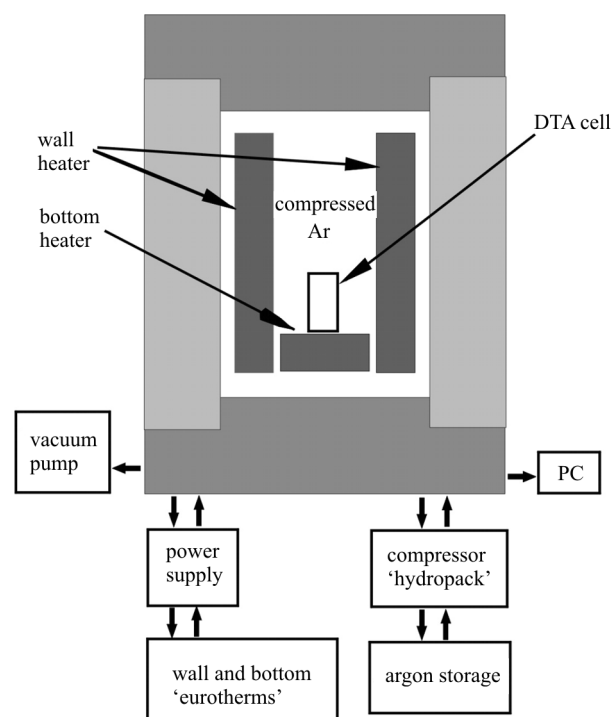 wall
heater
DTA cell
compressed
Ar
bottom
heater
vacuum
pump
PC
power
supply
compressor
‘hydropack’
wall and bottom
‘eurotherms’
argon storage